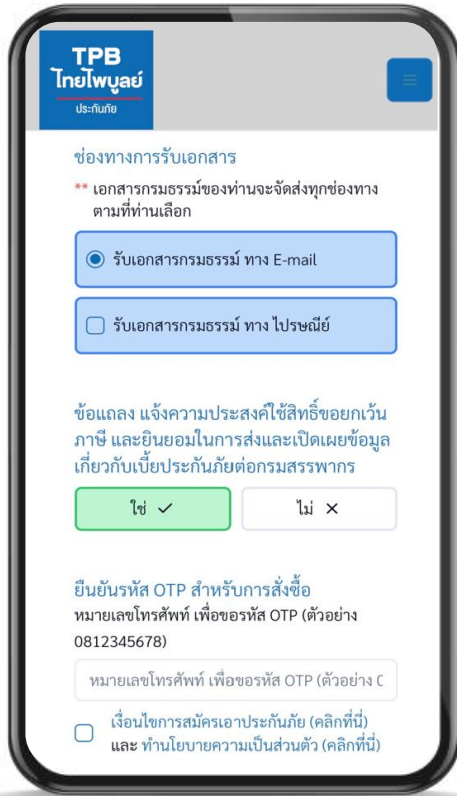 TPB
ไทยไพบูลย์
ประกันภัย
ช่องทางการรับเอกสาร
** เอกสารกรมธรรม์ของท่านจะจัดส่งทุกช่องทาง
ตามที่ท่านเลือก
รับเอกสารกรมธรรม์ ทาง E-mail
รับเอกสารกรมธรรม์ ทาง ไปรษณีย์
ข้อแถลง แจ้งความประสงค์ใช้สิทธิ์ขอยกเว้น
ภาษี และยินยอมในการส่งและเปิดเผยข้อมูล
เกี่ยวกับเบี้ยประกันภัยต่อกรมสรรพากร
ใช่ ✓
ไม่ ✕
ยืนยันรหัส OTP สำหรับการสั่งซื้อ
หมายเลขโทรศัพท์ เพื่อขอรหัส OTP (ตัวอย่าง
0812345678)
หมายเลขโทรศัพท์ เพื่อขอรหัส OTP (ตัวอย่าง 0
เงื่อนไขการสมัครเอาประกันภัย (คลิกที่นี่)
และ ทำนโยบายความเป็นส่วนตัว (คลิกที่นี่)